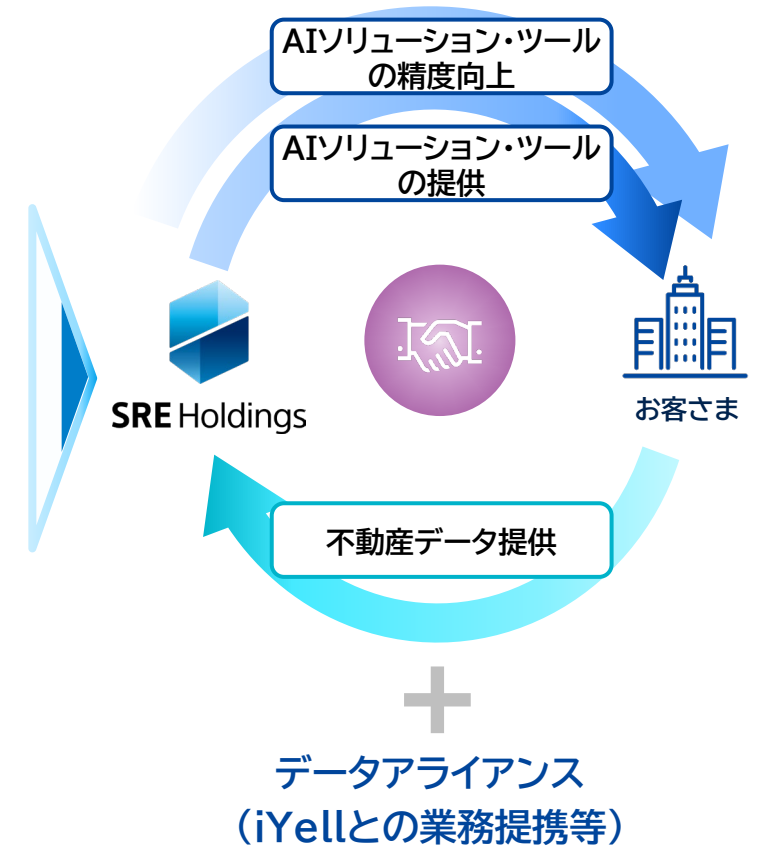 AIソリューション・ツール
の精度向上
AIソリューション・ツール
の提供
SRE Holdings
お客さま
不動産データ提供
データアライアンス
（iYellとの業務提携等）